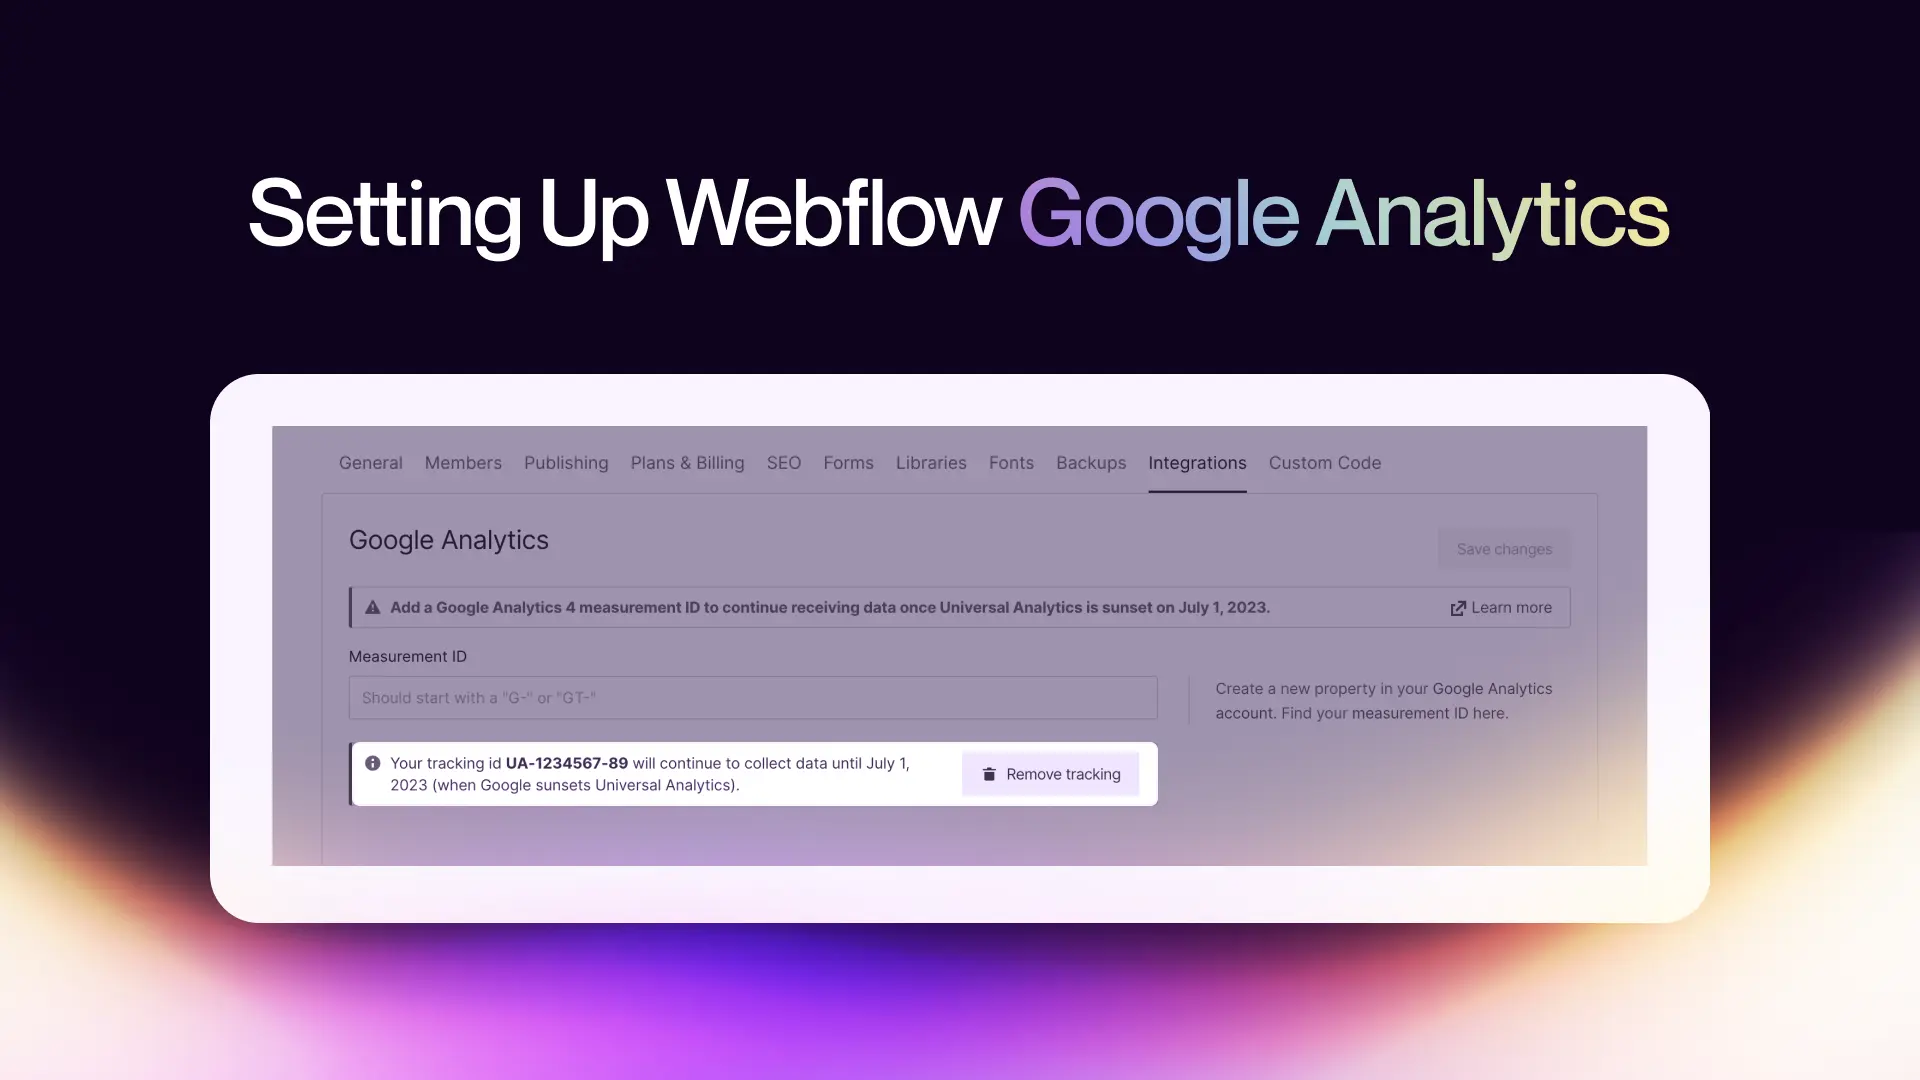 Setting Up Webflow Google Analytics
General Members Publishing Plans & Billing SEO Forms Libraries Fonts Backups Integrations Custom Code
Google Analytics
Save changes
Add a Google Analytics 4 measurement ID to continue receiving data once Universal Analytics is sunset on July 1, 2023.
Learn more
Measurement ID
Should start with a "G-" or "GT-"
Create a new property in your Google Analytics
account. Find your measurement ID here.
Your tracking id UA-1234567-89 will continue to collect data until July 1,
2023 (when Google sunsets Universal Analytics).
Remove tracking